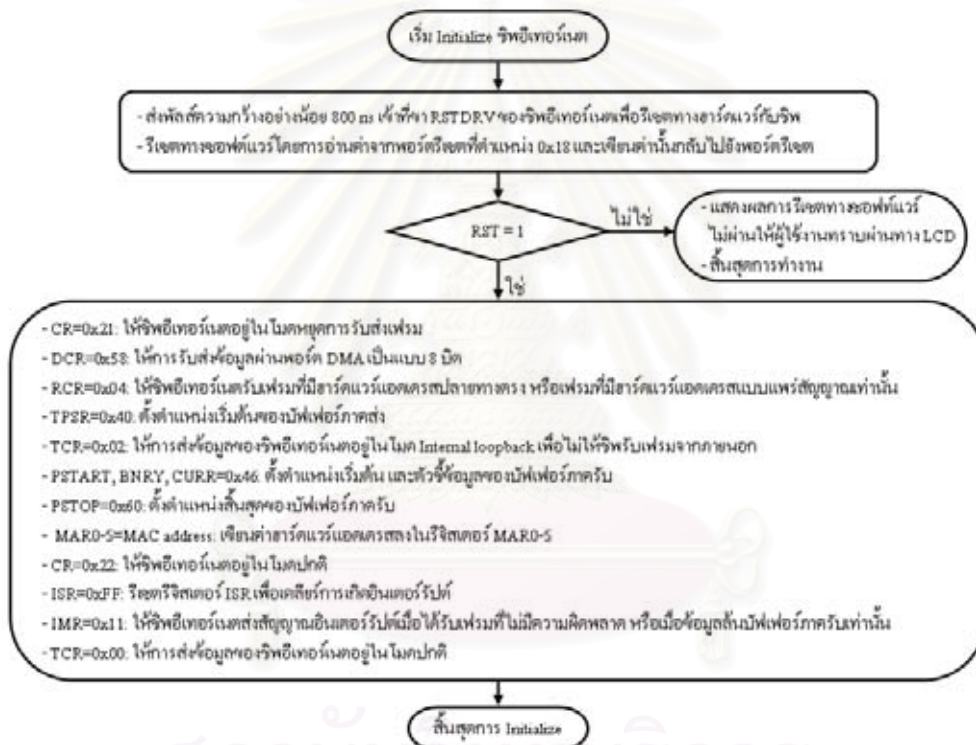 เริ่ม Initialize ชิพอีเทอร์เนต
- ส่งพัลส์ความกว้างอย่างน้อย 800 ns เข้าที่ขา RSTDRV ของชิพอีเทอร์เนตเพื่อรีเซตทางฮาร์ดแวร์กับชิพ
- รีเซตทางซอฟต์แวร์โดยการอ่านค่าจากพอร์ตรีเซตที่ตำแหน่ง 0x18 และเขียนค่านั้นกลับไปยังพอร์ตรีเซต
RST = 1
ไม่ใช่
- แสดงผลการรีเซตทางซอฟท์แวร์
ไม่ผ่านให้ผู้ใช้งานทราบผ่านทาง LCD
- สิ้นสุดการทำงาน
ใช่
- CR=0x21: ให้ชิพอีเทอร์เนตอยู่ในโมดหยุดการรับส่งเฟรม
- DCR=0x58: ให้การรับส่งข้อมูลผ่านพอร์ต DMA เป็นแบบ 8 บิต
- RCR=0x04: ให้ชิพอีเทอร์เนตรับเฟรมที่มีฮาร์ดแวร์แอดเดรสปลายทางตรง หรือเฟรมที่มีฮาร์ดแวร์แอดเดรสแบบแพร่สัญญาณเท่านั้น
- TPSR=0x40: ตั้งตำแหน่งเริ่มต้นของบัฟเฟอร์ภาคส่ง
- TCR=0x02: ให้การส่งข้อมูลของชิพอีเทอร์เนตอยู่ในโมด Internal loopback เพื่อไม่ให้ชิพรับเฟรมจากภายนอก
- PSTART, BNRY, CURR=0x46: ตั้งตำแหน่งเริ่มต้น และตัวชี้ข้อมูลของบัฟเฟอร์ภาครับ
- PSTOP=0x60: ตั้งตำแหน่งสิ้นสุดของบัฟเฟอร์ภาครับ
- MAR0-5=MAC address: เขียนค่าฮาร์ดแวร์แอดเดรสลงในรีจิสเตอร์ MAR0-5
- CR=0x22: ให้ชิพอีเทอร์เนตอยู่ในโมดปกติ
- ISR=0xFF: รีเซตรีจิสเตอร์ ISR เพื่อเคลียร์การเกิดอินเตอร์รัปต์
- IMR=0x11: ให้ชิพอีเทอร์เนตส่งสัญญาณอินเตอร์รัปต์เมื่อได้รับเฟรมที่ไม่มีความผิดพลาด หรือเมื่อข้อมูลล้นบัฟเฟอร์ภาครับเท่านั้น
- TCR=0x00: ให้การส่งข้อมูลของชิพอีเทอร์เนตอยู่ในโมดปกติ
สิ้นสุดการ Initialize